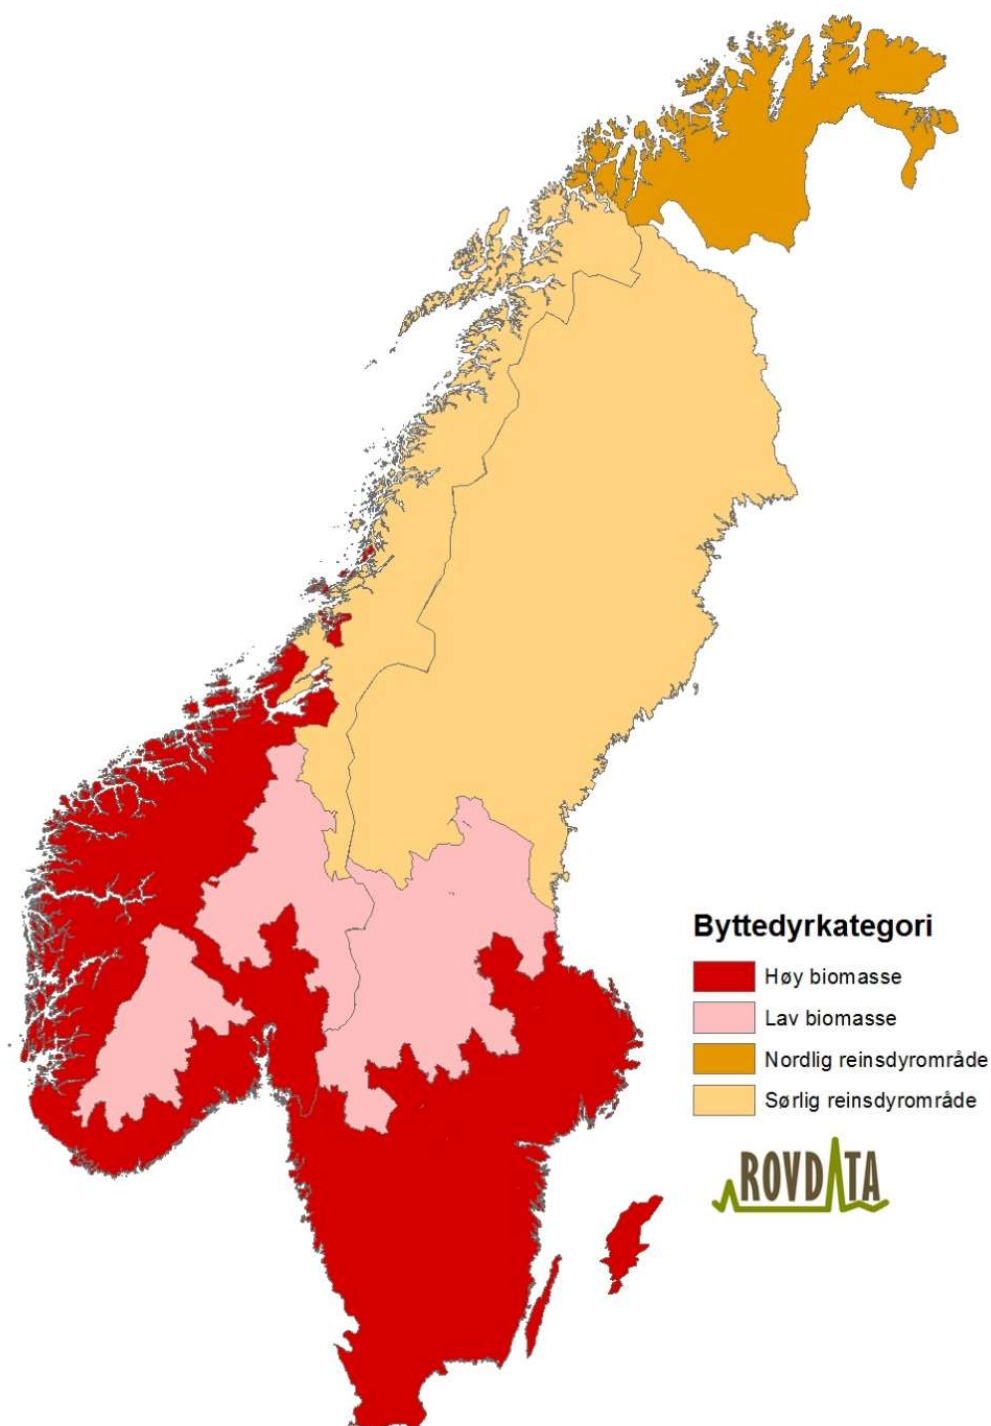 Byttedyrkategori
Høy biomasse
Lav biomasse
Nordlig reinsdyrområde
Sørlig reinsdyrområde
ROVDATA